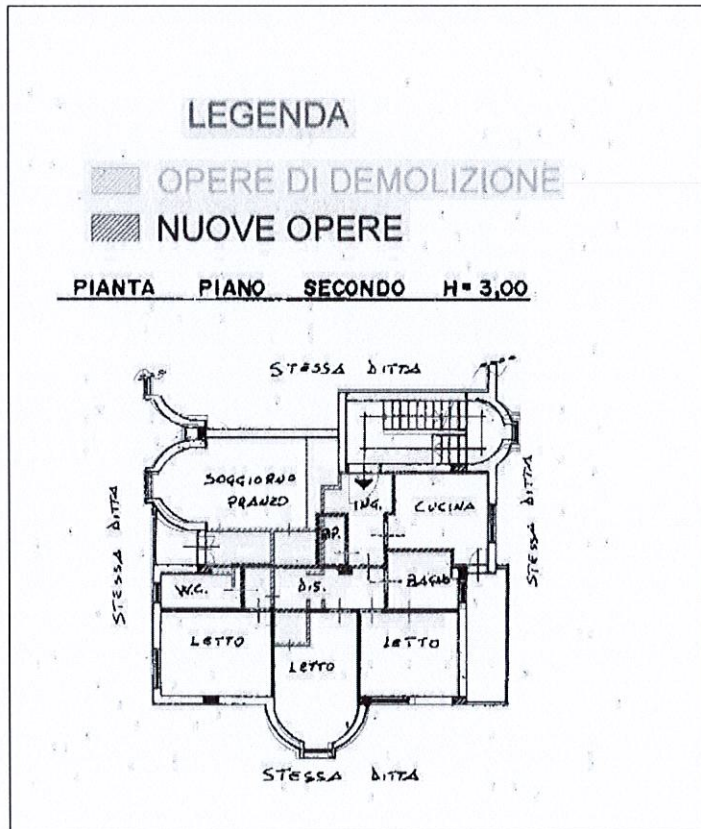 LEGENDA
OPERE DI DEMOLIZIONE
NUOVE OPERE
PIANTA PIANO SECONDO H= 3,00
STESSA DITTA
STESSA DITTA
STESSA DITTA
SOGGIORNO
PRANZO
ING.
CUCINA
RP.
W.C.
DIS.
BAGNO
LETTO
LETTO
LETTO
STESSA DITTA